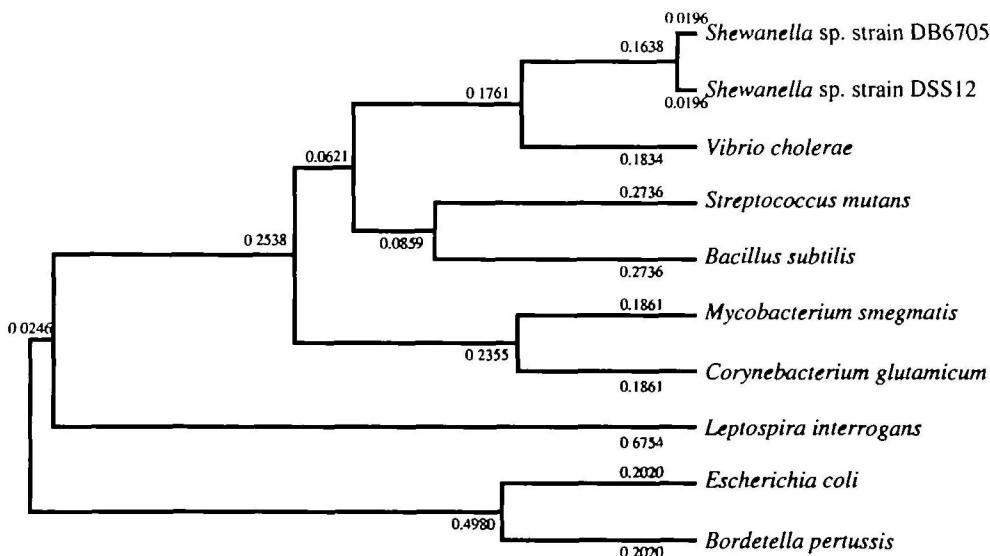 0 0196
Shewanella sp. strain DB6705
0.1638
0.0196
Shewanella sp. strain DSS12
0 1761
Vibrio cholerae
0.1834
0.0621
0.2736
Streptococcus mutans
0.0859
0 2538
Bacillus subtilis
0.2736
0.1861
Mycobacterium smegmatis
0 0246
0 2355
Corynebacterium glutamicum
0.1861
Leptospira interrogans
0 6754
0.2020
Escherichia coli
0.4980
Bordetella pertussis
0.2020